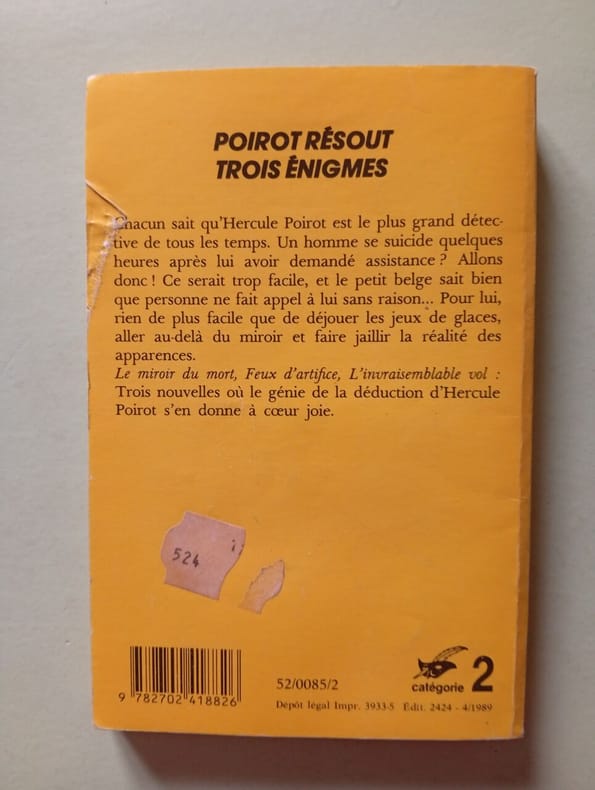 POIROT RÉSOUT
TROIS ÉNIGMES
Chacun sait qu'Hercule Poirot est le plus grand détec-
tive de tous les temps. Un homme se suicide quelques
heures après lui avoir demandé assistance ? Allons
donc ! Ce serait trop facile, et le petit belge sait bien
que personne ne fait appel à lui sans raison... Pour lui,
rien de plus facile que de déjouer les jeux de glaces,
aller au-delà du miroir et faire jaillir la réalité des
apparences.
Le miroir du mort, Feux d'artifice, L'invraisemblable vol :
Trois nouvelles où le génie de la déduction d'Hercule
Poirot s'en donne à cœur joie.
524
9 782702 418826
52/0085/2
catégorie 2
Dépôt légal Impr. 3933-5 Édit. 2424 - 4/1989